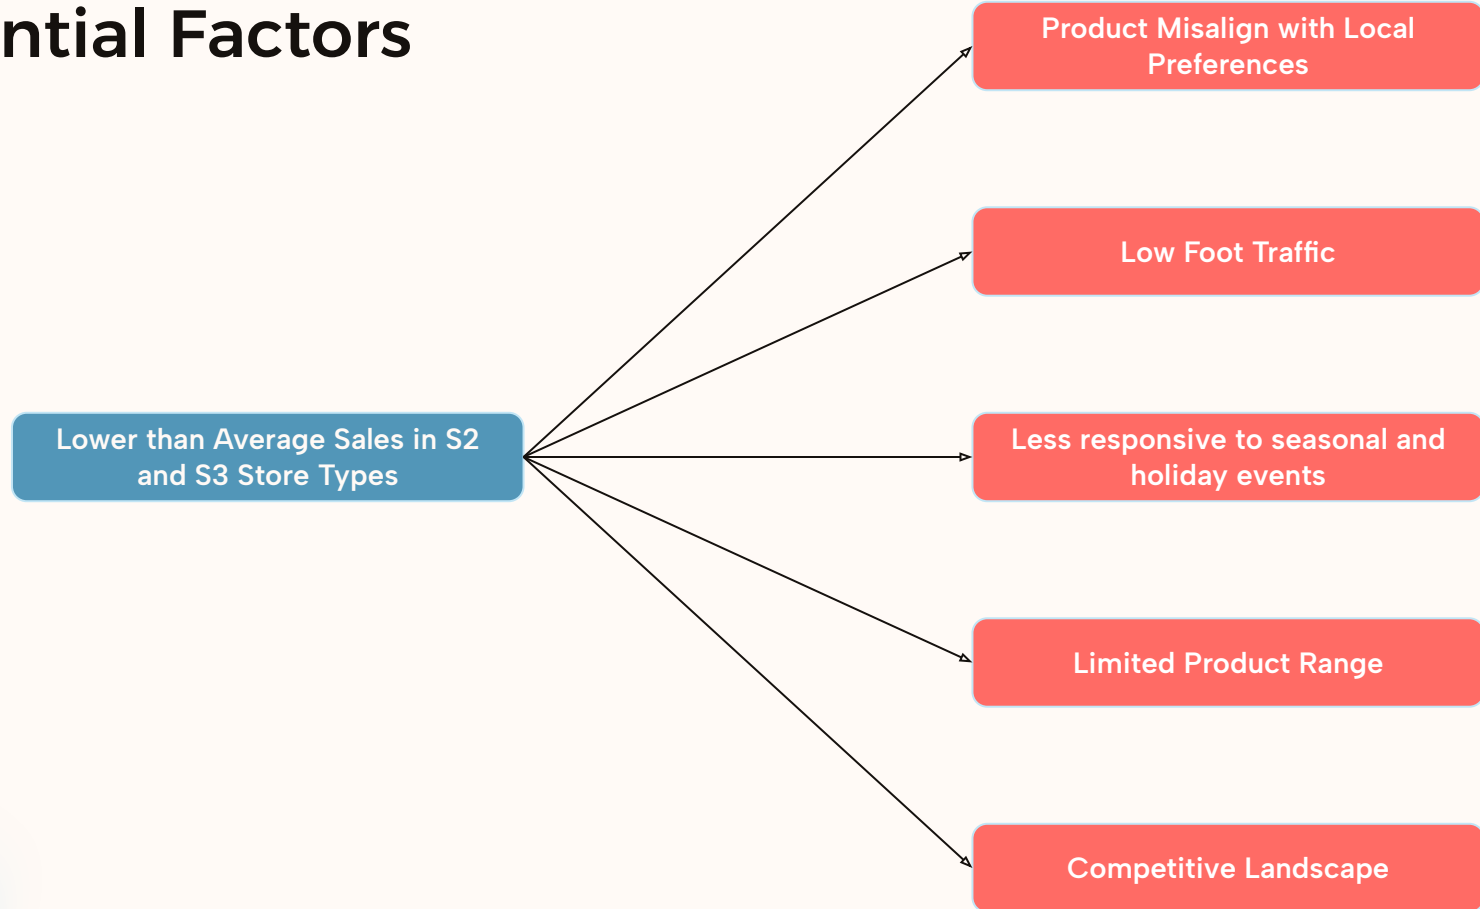 ntial Factors
Product Misalign with Local
Preferences
Low Foot Traffic
Lower than Average Sales in S2
and S3 Store Types
Less responsive to seasonal and
holiday events
Limited Product Range
Competitive Landscape